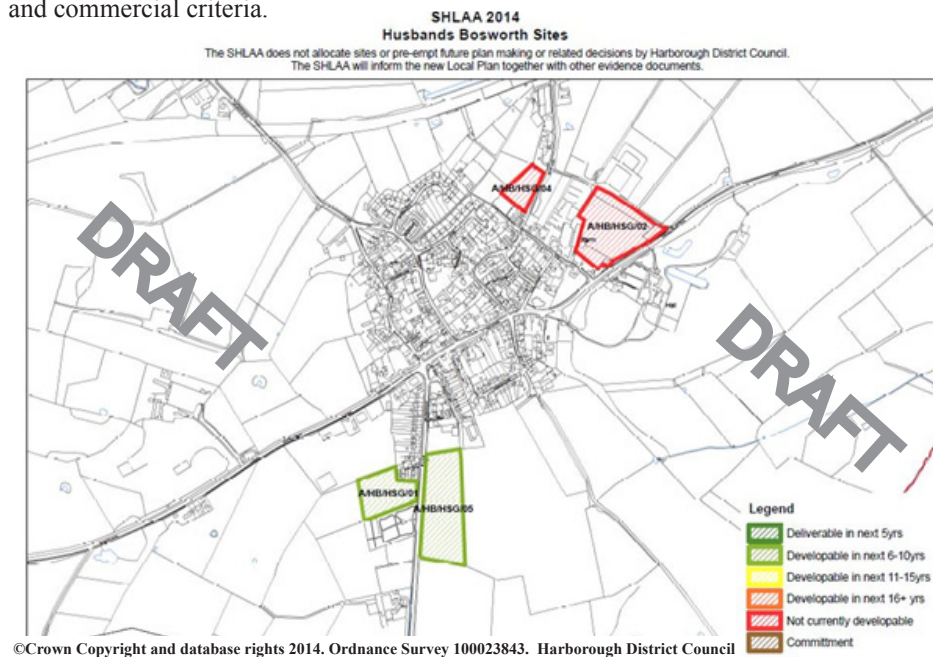 and commercial criteria.
SHLAA 2014
Husbands Bosworth Sites
The SHLAA does not allocate sites or pre-empt future plan making or related decisions by Harborough District Council.
The SHLAA will inform the new Local Plan together with other evidence documents.
A/HB/HSG/04
A/HB/HSG/02
DRAFT
DRAFT
A/HB/HSG/01
A/HB/HSG/05
Legend
Deliverable in next 5yrs
Developable in next 6-10yrs
Developable in next 11-15yrs
Developable in next 16+ yrs
Not currently developable
Committment
©Crown Copyright and database rights 2014. Ordnance Survey 100023843. Harborough District Council